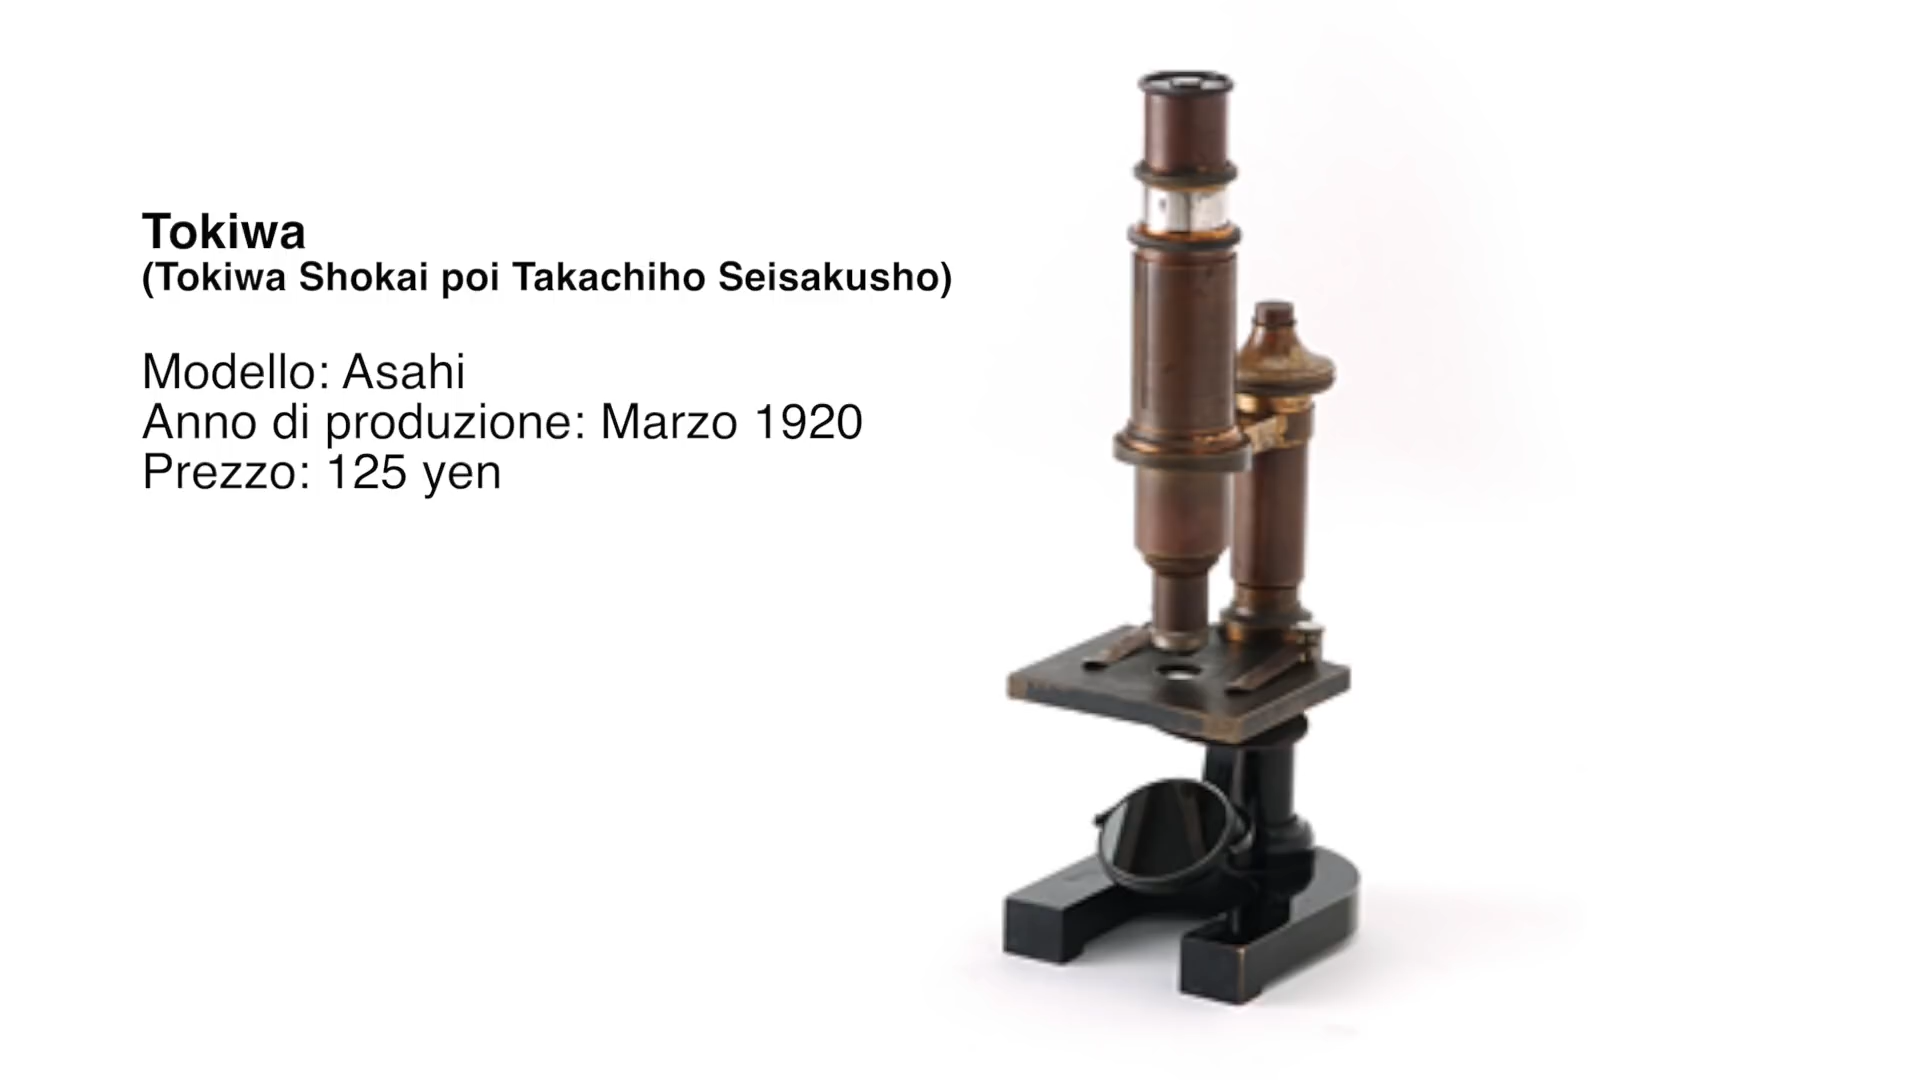 Tokiwa
(Tokiwa Shokai poi Takachiho Seisakusho)
Modello: Asahi
Anno di produzione: Marzo 1920
Prezzo: 125 yen